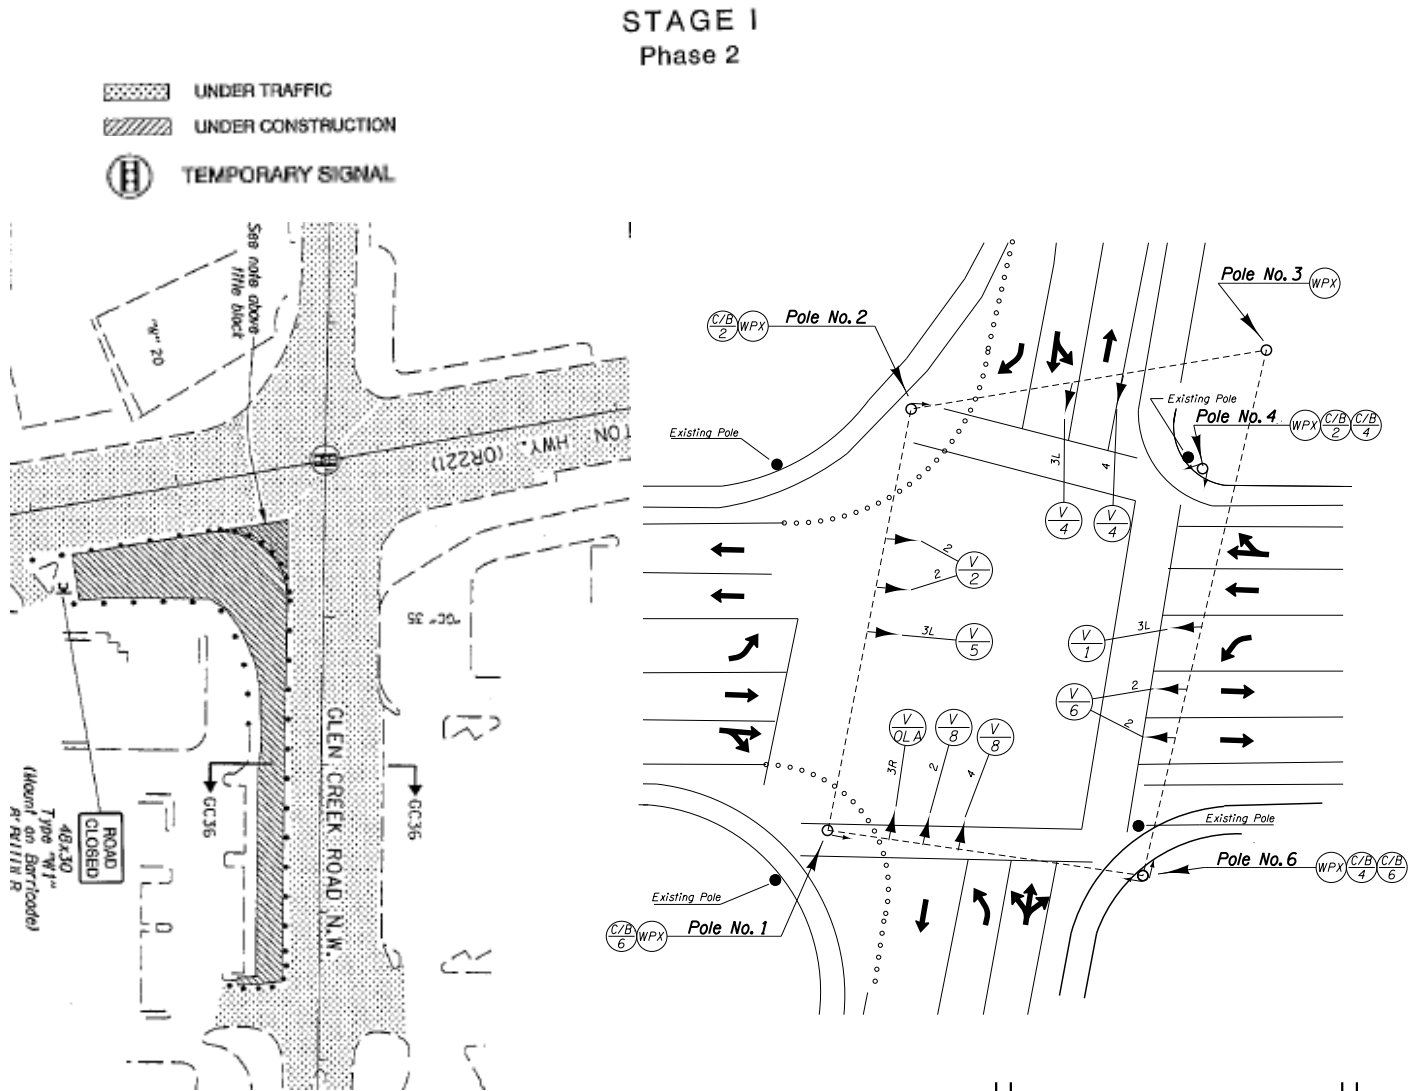 STAGE I
Phase 2
UNDER TRAFFIC
UNDER CONSTRUCTION
TEMPORARY SIGNAL
See note above
title block
"N" 20
TON HWY. (OR221)
"GC" 35
GLEN CREEK ROAD N.W.
GC36
GC36
ROAD
CLOSED
48x30
Type "W1"
(Mount on Barricade)
Pole No. 3
WPX
C/B
2
WPX
Pole No. 2
Existing Pole
Pole No. 4
WPX
C/B
2
C/B
4
Existing Pole
3L
4
V
4
V
4
2
2
V
2
3L
V
5
3L
V
1
2
2
V
6
V
OLA
V
8
V
8
3R
2
4
Existing Pole
Pole No. 6
WPX
C/B
4
C/B
6
Existing Pole
C/B
6
WPX
Pole No. 1